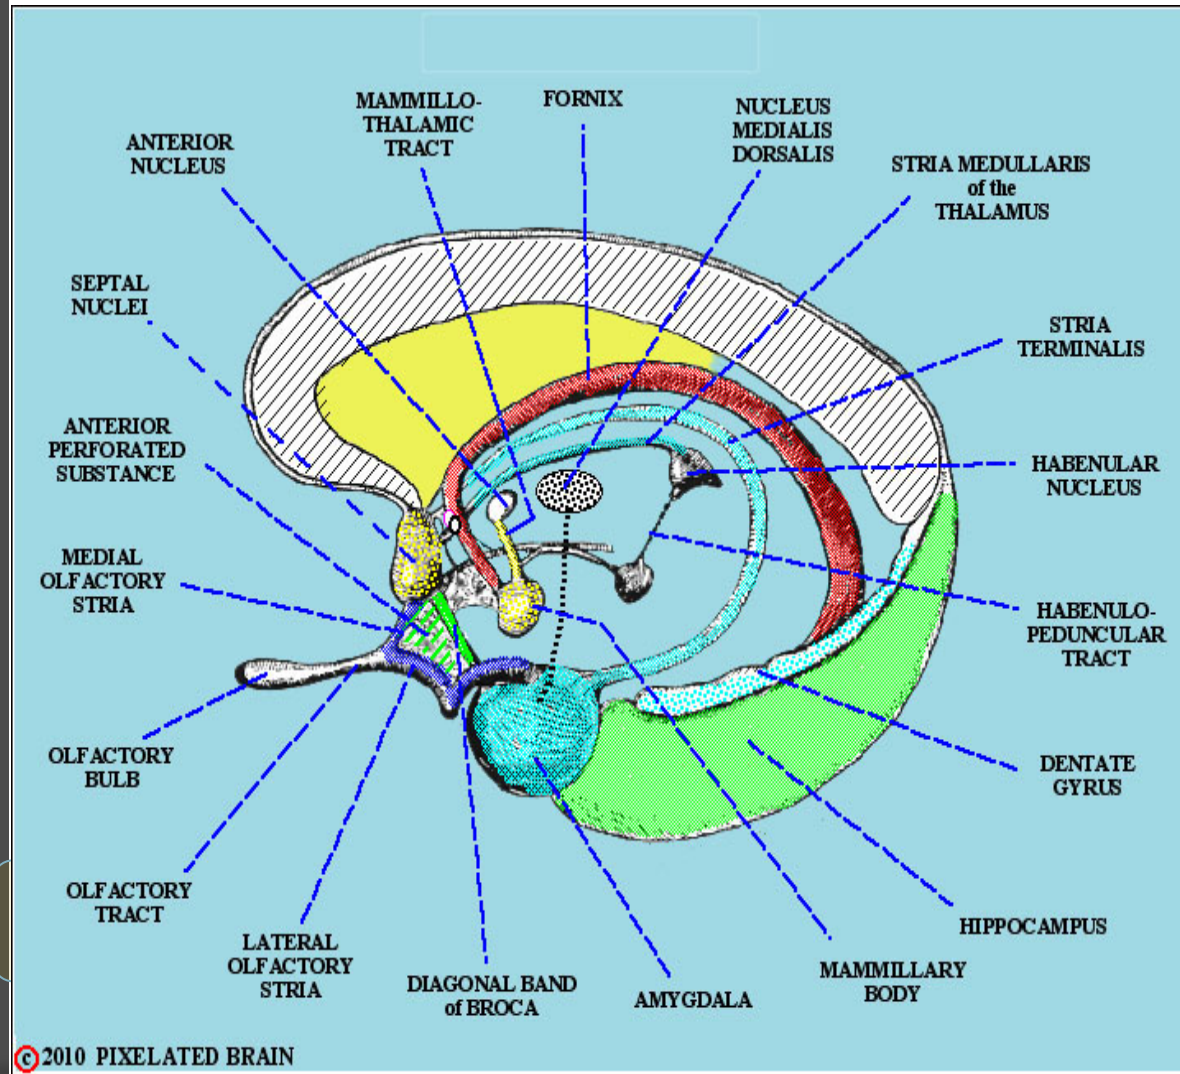 MAMMILLO-
THALAMIC
TRACT
FORNIX
NUCLEUS
MEDIALIS
DORSALIS
ANTERIOR
NUCLEUS
STRIA MEDULLARIS
of the
THALAMUS
SEPTAL
NUCLEI
STRIA
TERMINALIS
ANTERIOR
PERFORATED
SUBSTANCE
HABENULAR
NUCLEUS
MEDIAL
OLFACTORY
STRIA
HABENULO-
PEDUNCULAR
TRACT
OLFACTORY
BULB
DENTATE
GYRUS
OLFACTORY
TRACT
HIPPOCAMPUS
LATERAL
OLFACTORY
STRIA
DIAGONAL BAND
of BROCA
AMYGDALA
MAMMILLARY
BODY
© 2010 PIXELATED BRAIN